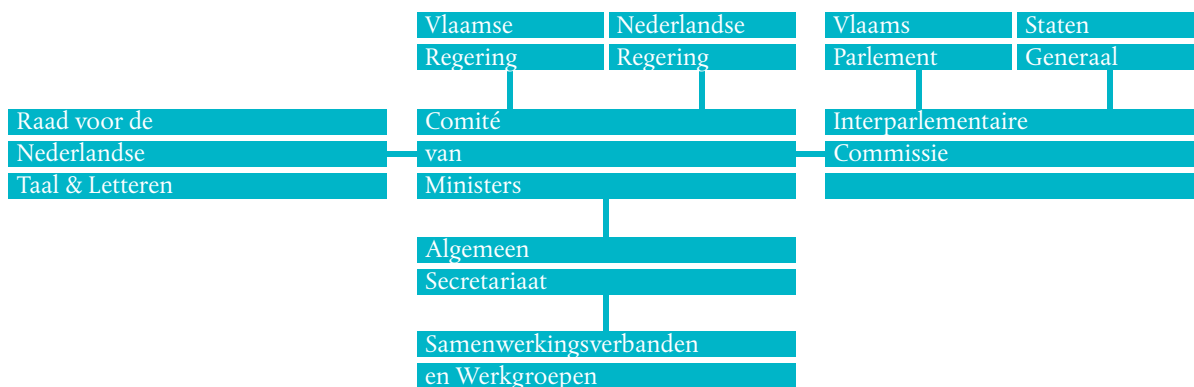 Vlaamse
Regering
Nederlandse
Regering
Vlaams
Parlement
Staten
Generaal
Raad voor de
Nederlandse
Taal & Letteren
Comité
van
Ministers
Interparlementaire
Commissie
Algemeen
Secretariaat
Samenwerkingsverbanden
en Werkgroepen